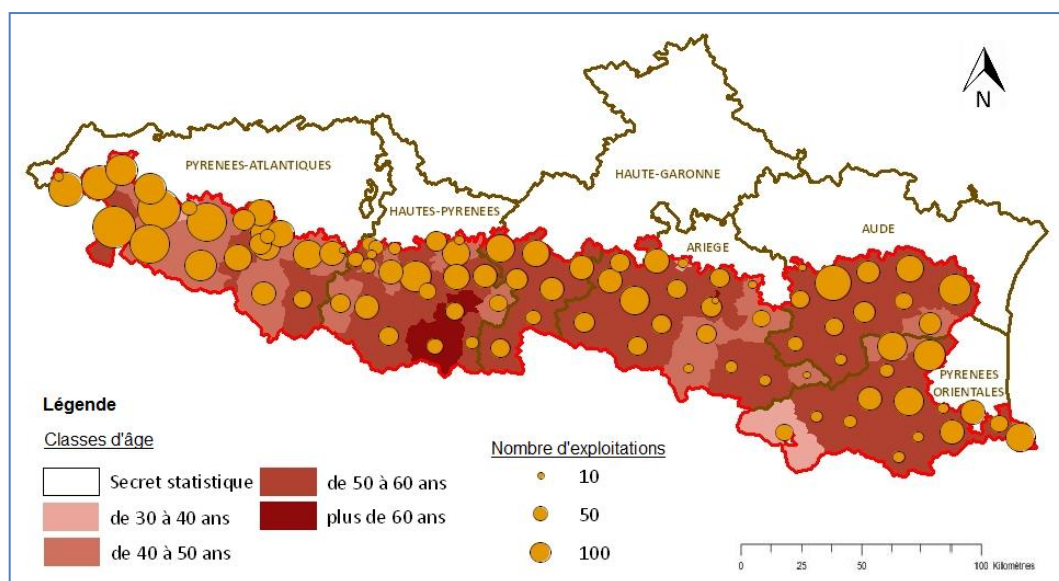 N
PYRENEES-ATLANTIQUES
HAUTE-GARONNE
HAUTES-PYRENEES
AUDE
ARIEGE
PYRENEES
ORIENTALES
Légende
Classes d'âge
Secret statistique
de 30 à 40 ans
de 40 à 50 ans
de 50 à 60 ans
plus de 60 ans
Nombre d'exploitations
10
50
100
0 25 50 100 Kilomètres